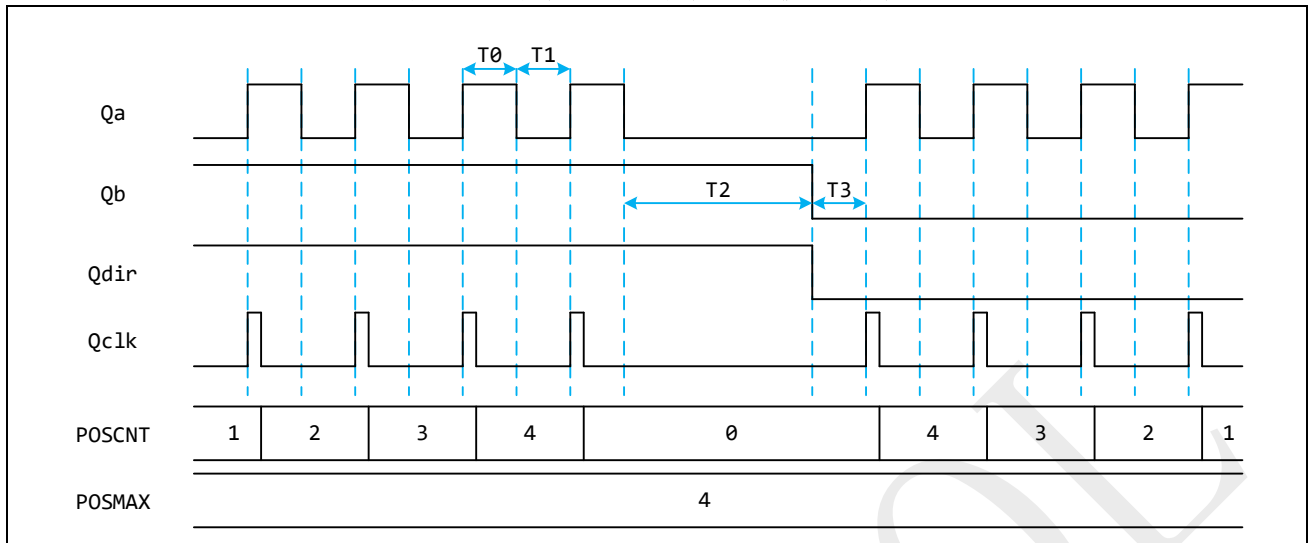 T0 T1
Qa
Qb T2 T3
Qdir
Qclk
POSCNT 1 2 3 4 0 4 3 2 1
POSMAX 4